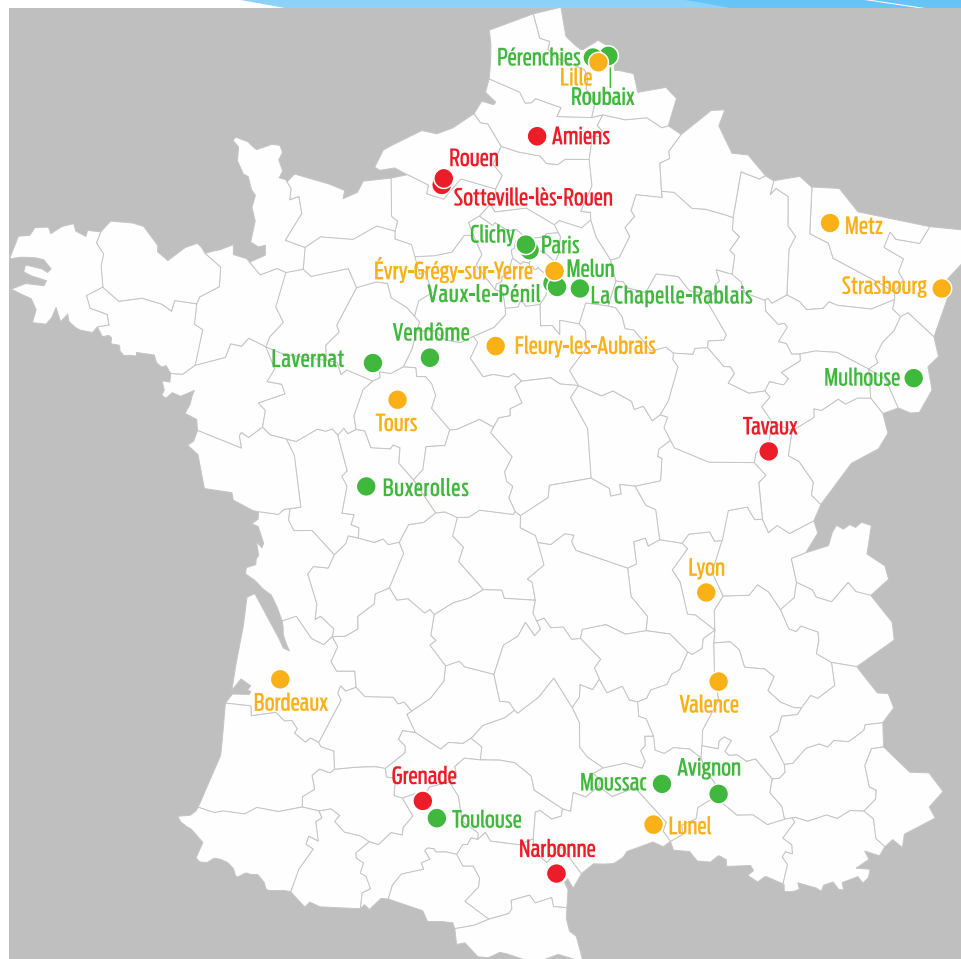 Pérenchies
Lille
Roubaix
Amiens
Rouen
Sotteville-lès-Rouen
Metz
Clichy
Paris
Évry-Grégy-sur-Yerre
Melun
Vaux-le-Pénil
La Chapelle-Rablais
Strasbourg
Vendôme
Fleury-les-Aubrais
Lavernat
Mulhouse
Tours
Tavaux
Buxerolles
Lyon
Bordeaux
Valence
Grenade
Moussac
Avignon
Toulouse
Lunel
Narbonne